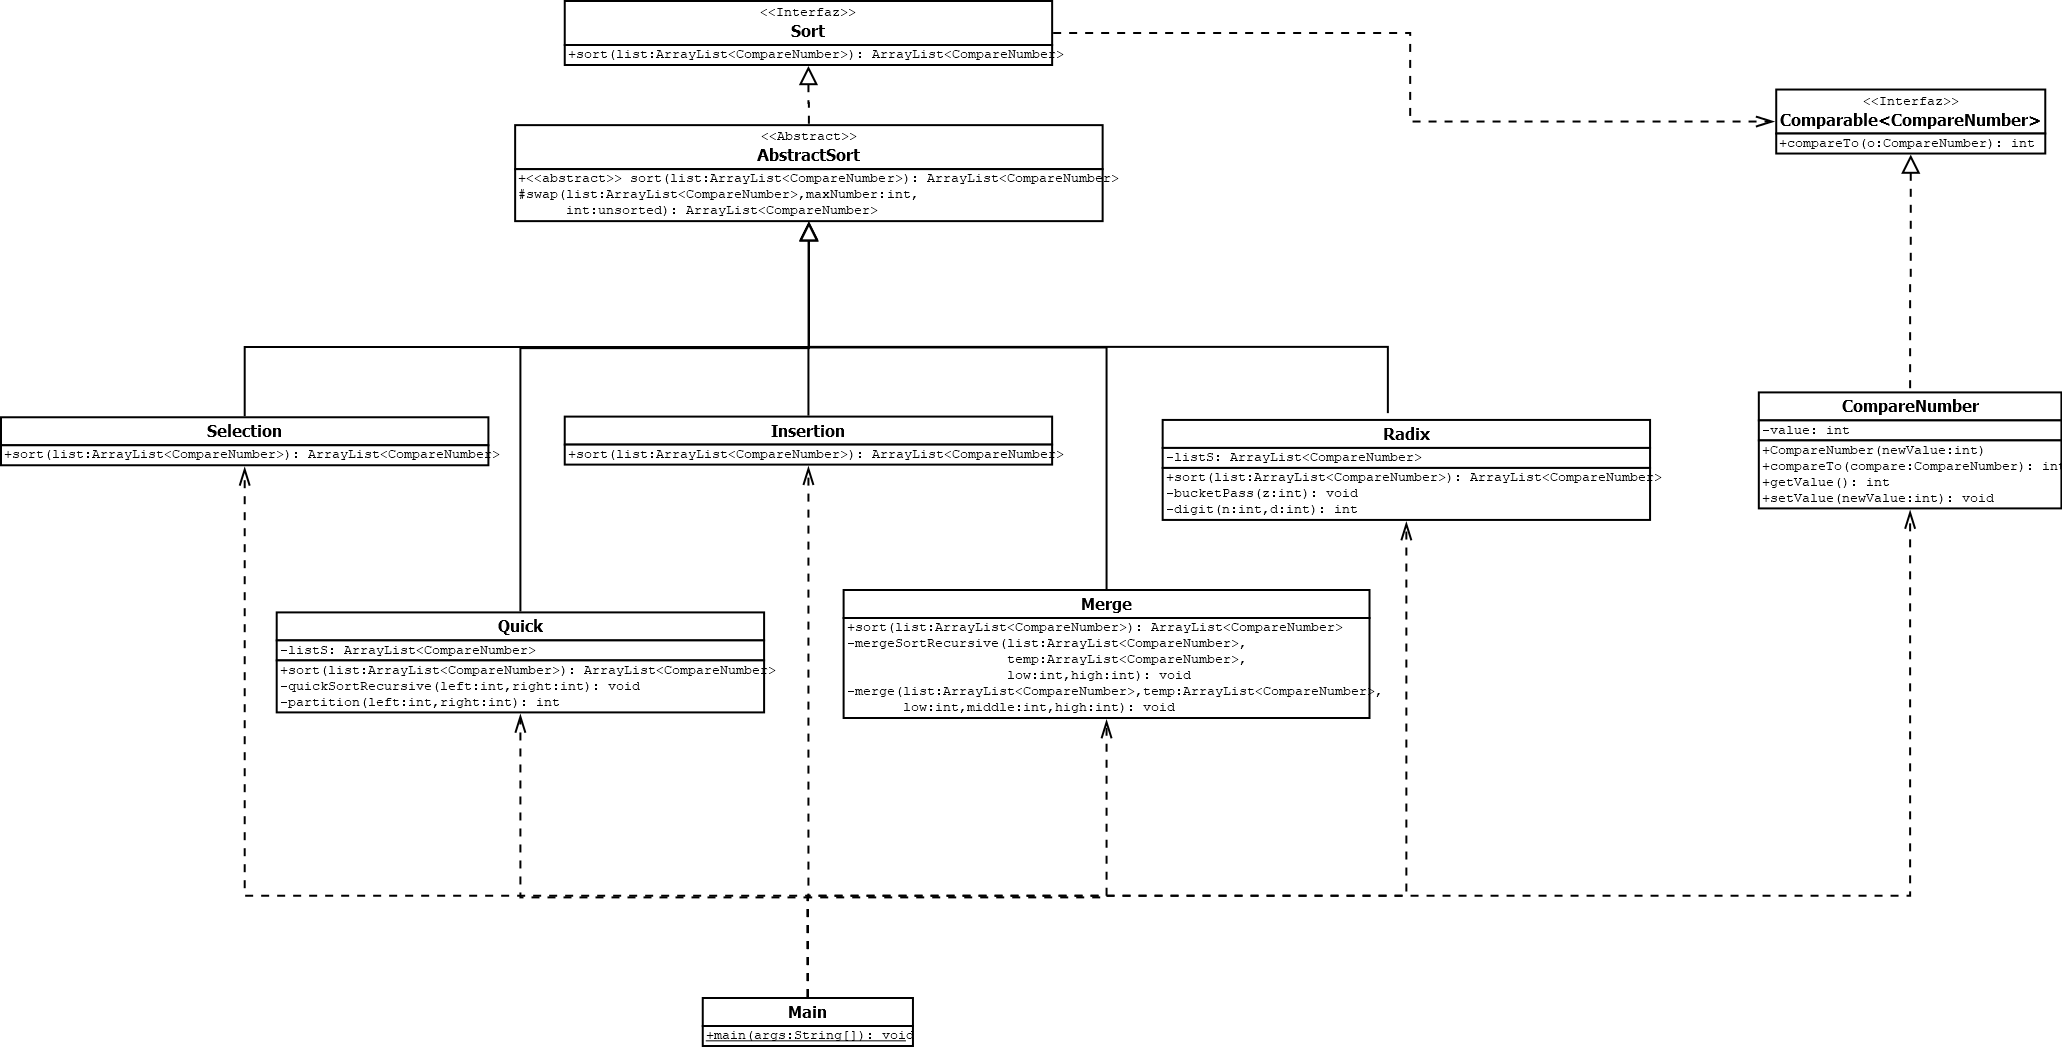 <<Interfaz>>
Sort
+sort(list:ArrayList<CompareNumber>): ArrayList<CompareNumber>
<<Interfaz>>
Comparable<CompareNumber>
+compareTo(o:CompareNumber): int
<<Abstract>>
AbstractSort
+<<abstract>> sort(list:ArrayList<CompareNumber>): ArrayList<CompareNumber>
#swap(list:ArrayList<CompareNumber>,maxNumber:int,
int:unsorted): ArrayList<CompareNumber>
Selection
+sort(list:ArrayList<CompareNumber>): ArrayList<CompareNumber>
Insertion
+sort(list:ArrayList<CompareNumber>): ArrayList<CompareNumber>
Radix
-listS: ArrayList<CompareNumber>
+sort(list:ArrayList<CompareNumber>): ArrayList<CompareNumber>
-bucketPass(z:int): void
-digit(n:int,d:int): int
CompareNumber
-value: int
+CompareNumber(newValue:int)
+compareTo(compare:CompareNumber): int
+getValue(): int
+setValue(newValue:int): void
Quick
-listS: ArrayList<CompareNumber>
+sort(list:ArrayList<CompareNumber>): ArrayList<CompareNumber>
-quickSortRecursive(left:int,right:int): void
-partition(left:int,right:int): int
Merge
+sort(list:ArrayList<CompareNumber>): ArrayList<CompareNumber>
-mergeSortRecursive(list:ArrayList<CompareNumber>,
temp:ArrayList<CompareNumber>,
low:int,high:int): void
-merge(list:ArrayList<CompareNumber>,temp:ArrayList<CompareNumber>,
low:int,middle:int,high:int): void
Main
+main(args:String[]): void